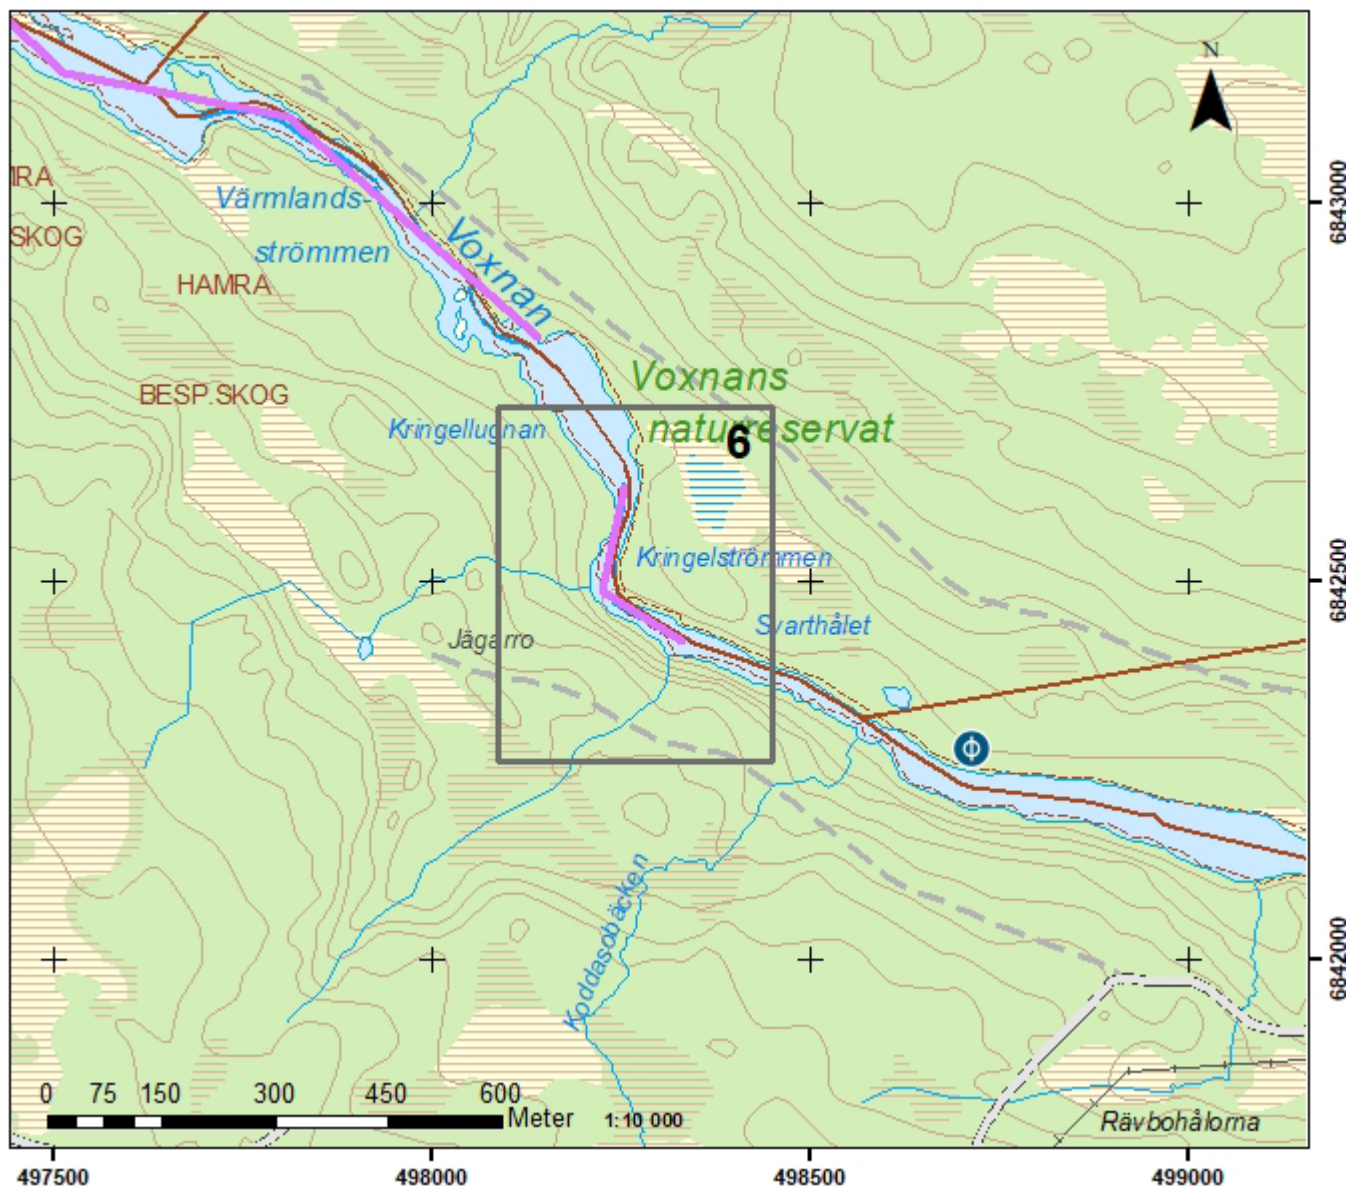 N
6843000
MRA
SKOG
Värmlands-
strömmen
Voxnan
HAMRA
BESP.SKOG
Voxnans
naturreservat
Kringellugnan
6
Kringelströmmen
6842500
Svarthålet
Jägarro
Φ
Koddasobäcken
6842000
0 75 150 300 450 600
Meter
1:10 000
Rävbohålorna
497500 498000 498500 499000